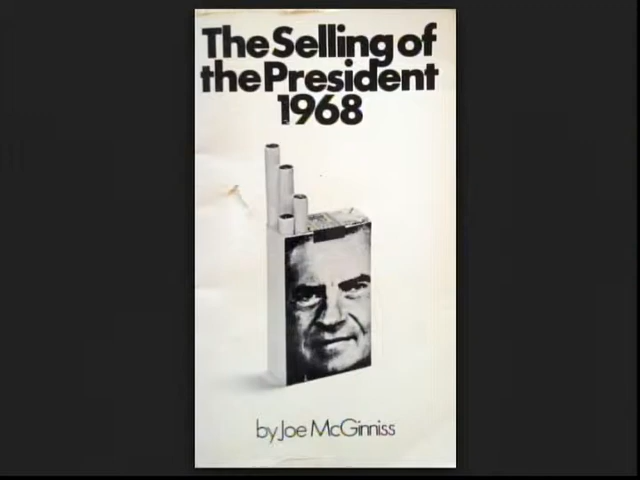 The Selling of
the President
1968
by Joe McGinniss